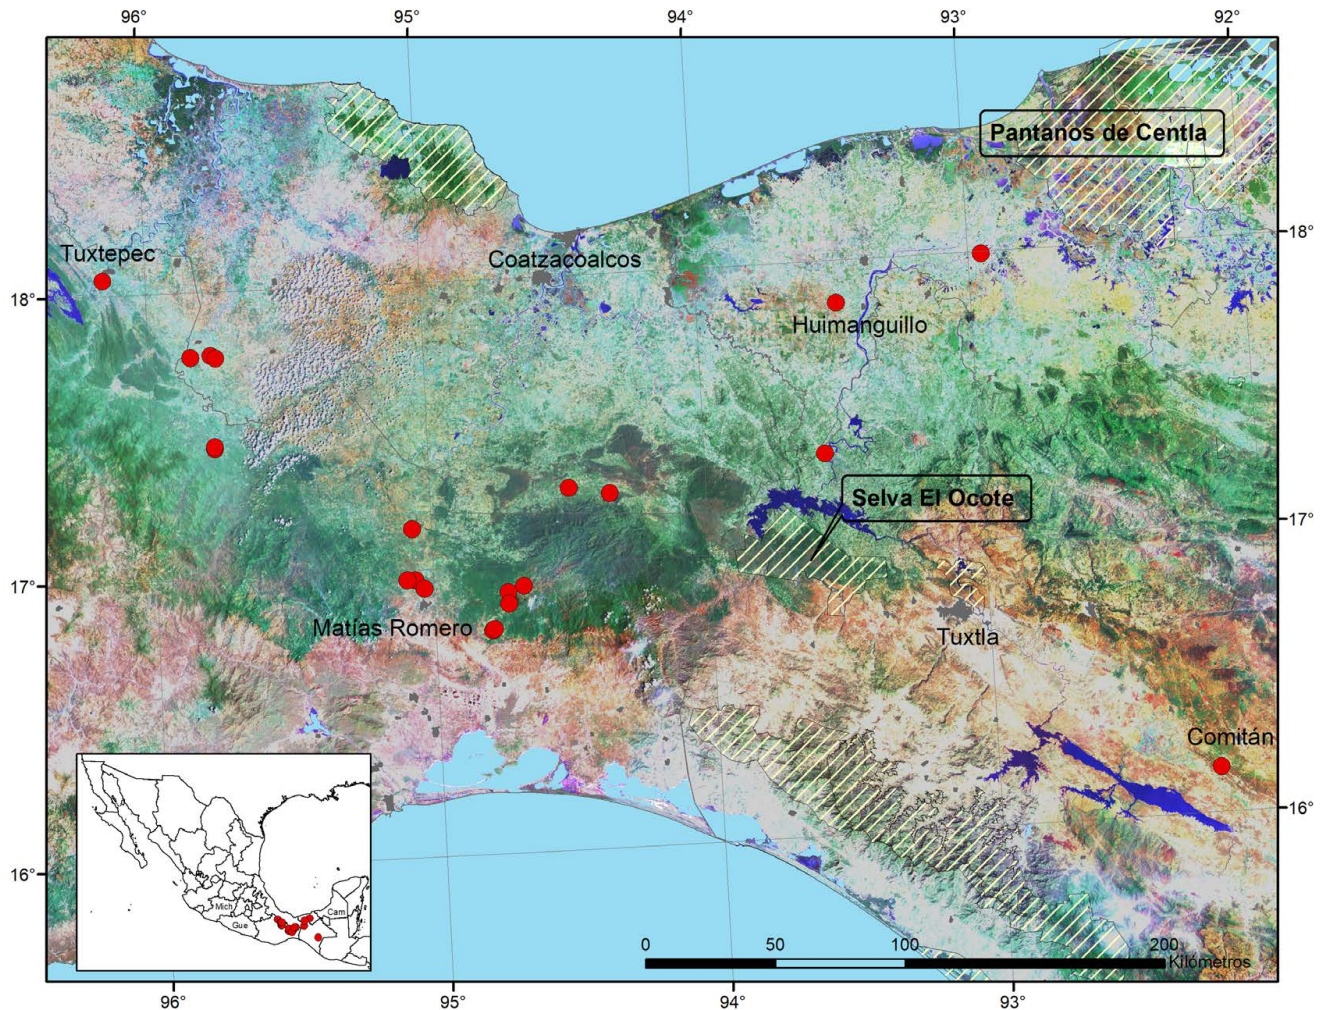 96° 95° 94° 93° 92°
Pantanos de Centla
18°
Tuxtepec
Coatzacoalcos
18°
Huimanguillo
Selva El Ocote
17°
17°
Matías Romero
Tuxtla
Comitán
16°
16°
Mich
Cam
Gue
0 50 100 200
Kilómetros
96° 95° 94° 93°